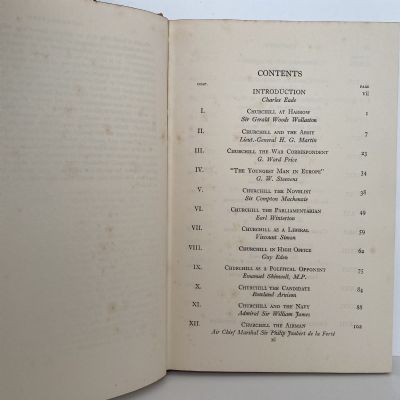 CONTENTS
CHAP. PAGE
INTRODUCTION vii
Charles Eade
I. CHURCHILL AT HARROW 1
Sir Gerald Woods Wollaston
II. CHURCHILL AND THE ARMY 7
Lieut.-General H. G. Martin
III. CHURCHILL THE WAR CORRESPONDENT 23
G. Ward Price
IV. "THE YOUNGEST MAN IN EUROPE" 34
G. W. Steevens
V. CHURCHILL THE NOVELIST 38
Sir Compton Mackenzie
VI. CHURCHILL THE PARLIAMENTARIAN 49
Earl Winterton
VII. CHURCHILL AS A LIBERAL 59
Viscount Simon
VIII. CHURCHILL IN HIGH OFFICE 62
Guy Eden
IX. CHURCHILL AS A POLITICAL OPPONENT 75
Emanuel Shinwell, M.P.
X. CHURCHILL THE CANDIDATE 84
Rowland Arnison
XI. CHURCHILL AND THE NAVY 88
Admiral Sir William James
XII. CHURCHILL THE AIRMAN 102
Air Chief Marshal Sir Philip Joubert de la Ferté
xi